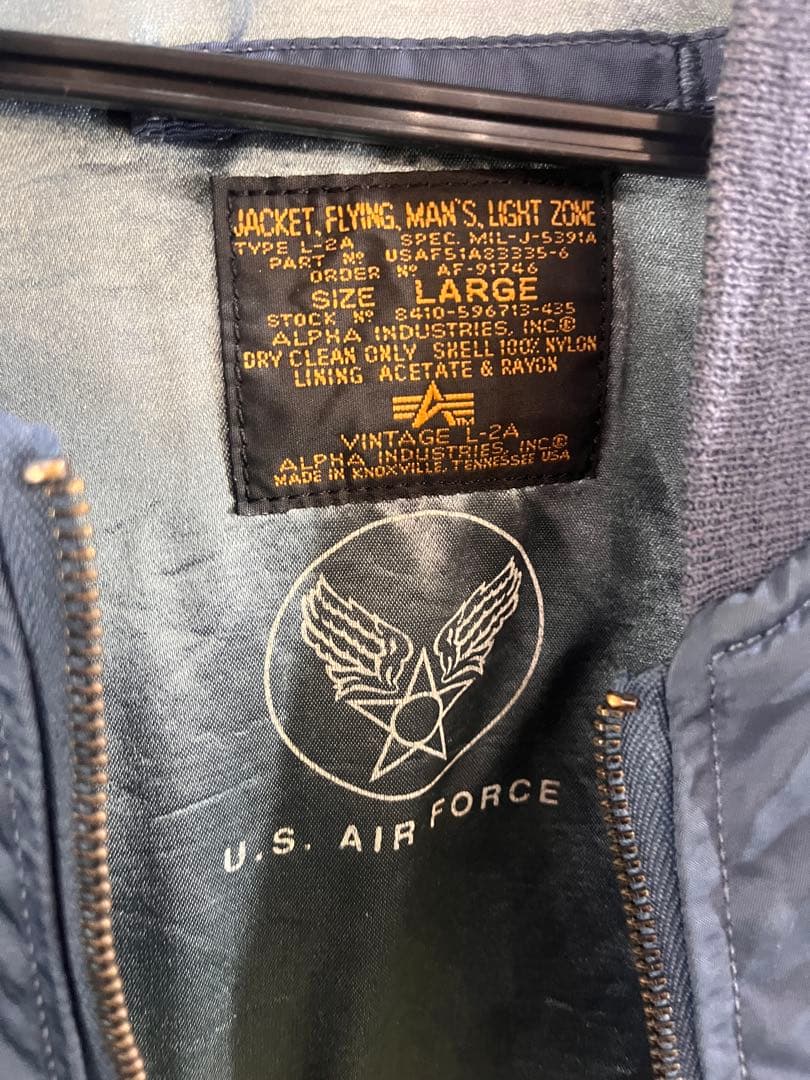 JACKET, FLYING, MAN'S, LIGHT ZONE
TYPE L-2A SPEC. MIL-J-5391A
PART Nº USAF51A83335-6
ORDER Nº AF-91746
SIZE LARGE
STOCK Nº 8410-596713-435
ALPHA INDUSTRIES, INC.®
DRY CLEAN ONLY SHELL 100% NYLON
LINING ACETATE & RAYON
TM
VINTAGE L-2A
ALPHA INDUSTRIES, INC.®
MADE IN KNOXVILLE, TENNESSEE USA
U.S. AIR FORCE